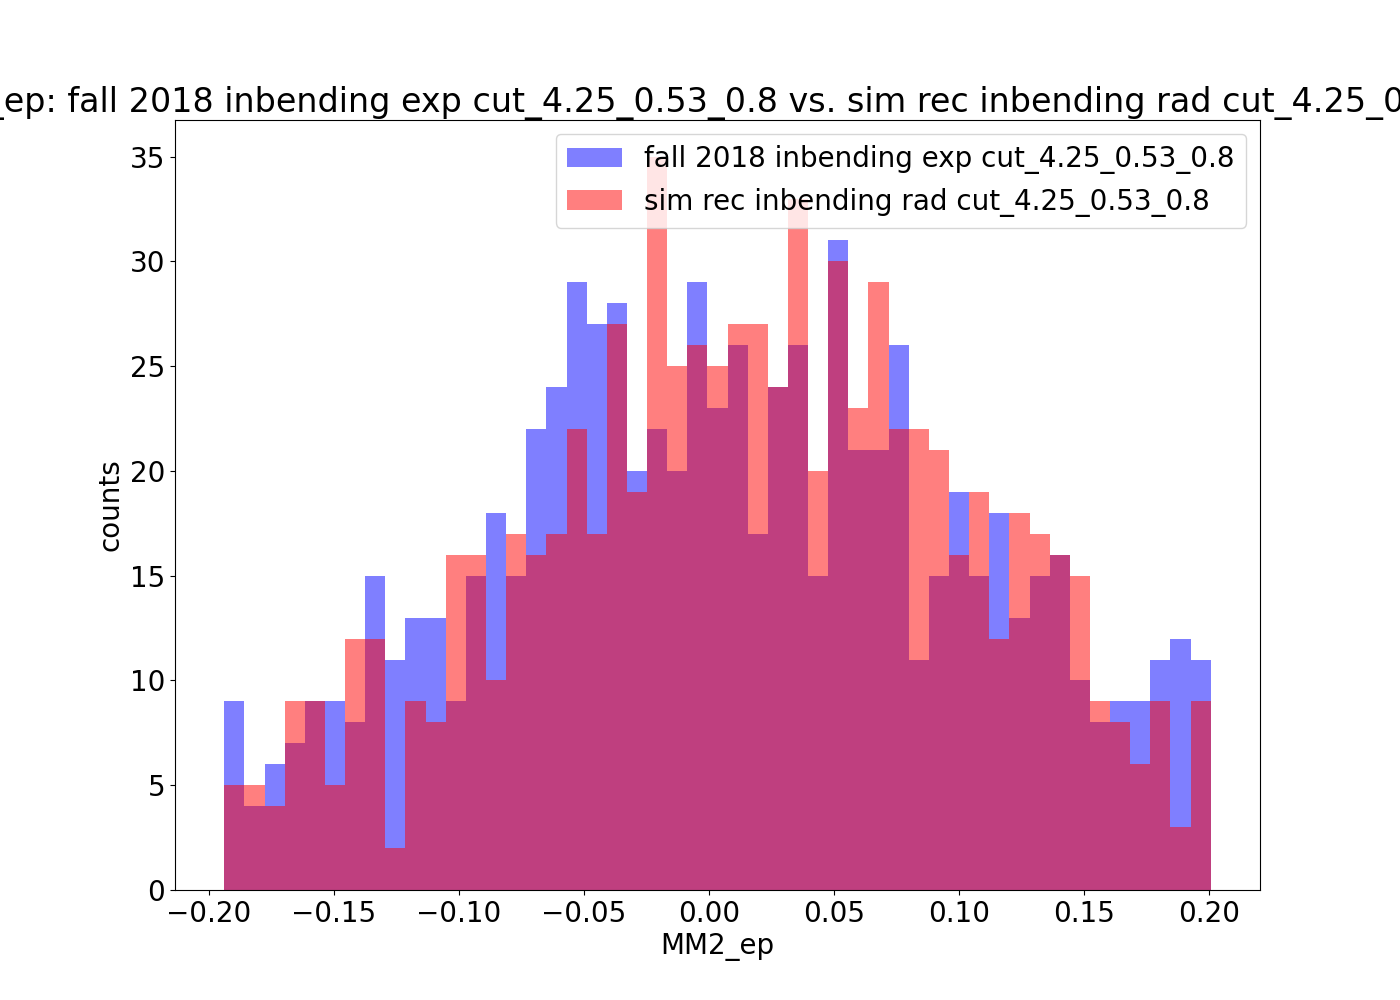 _ep: fall 2018 inbending exp cut_4.25_0.53_0.8 vs. sim rec inbending rad cut_4.25_0
fall 2018 inbending exp cut_4.25_0.53_0.8
sim rec inbending rad cut_4.25_0.53_0.8
35
30
25
20
15
10
5
0
counts
−0.20 −0.15 −0.10 −0.05 0.00 0.05 0.10 0.15 0.20
MM2_ep